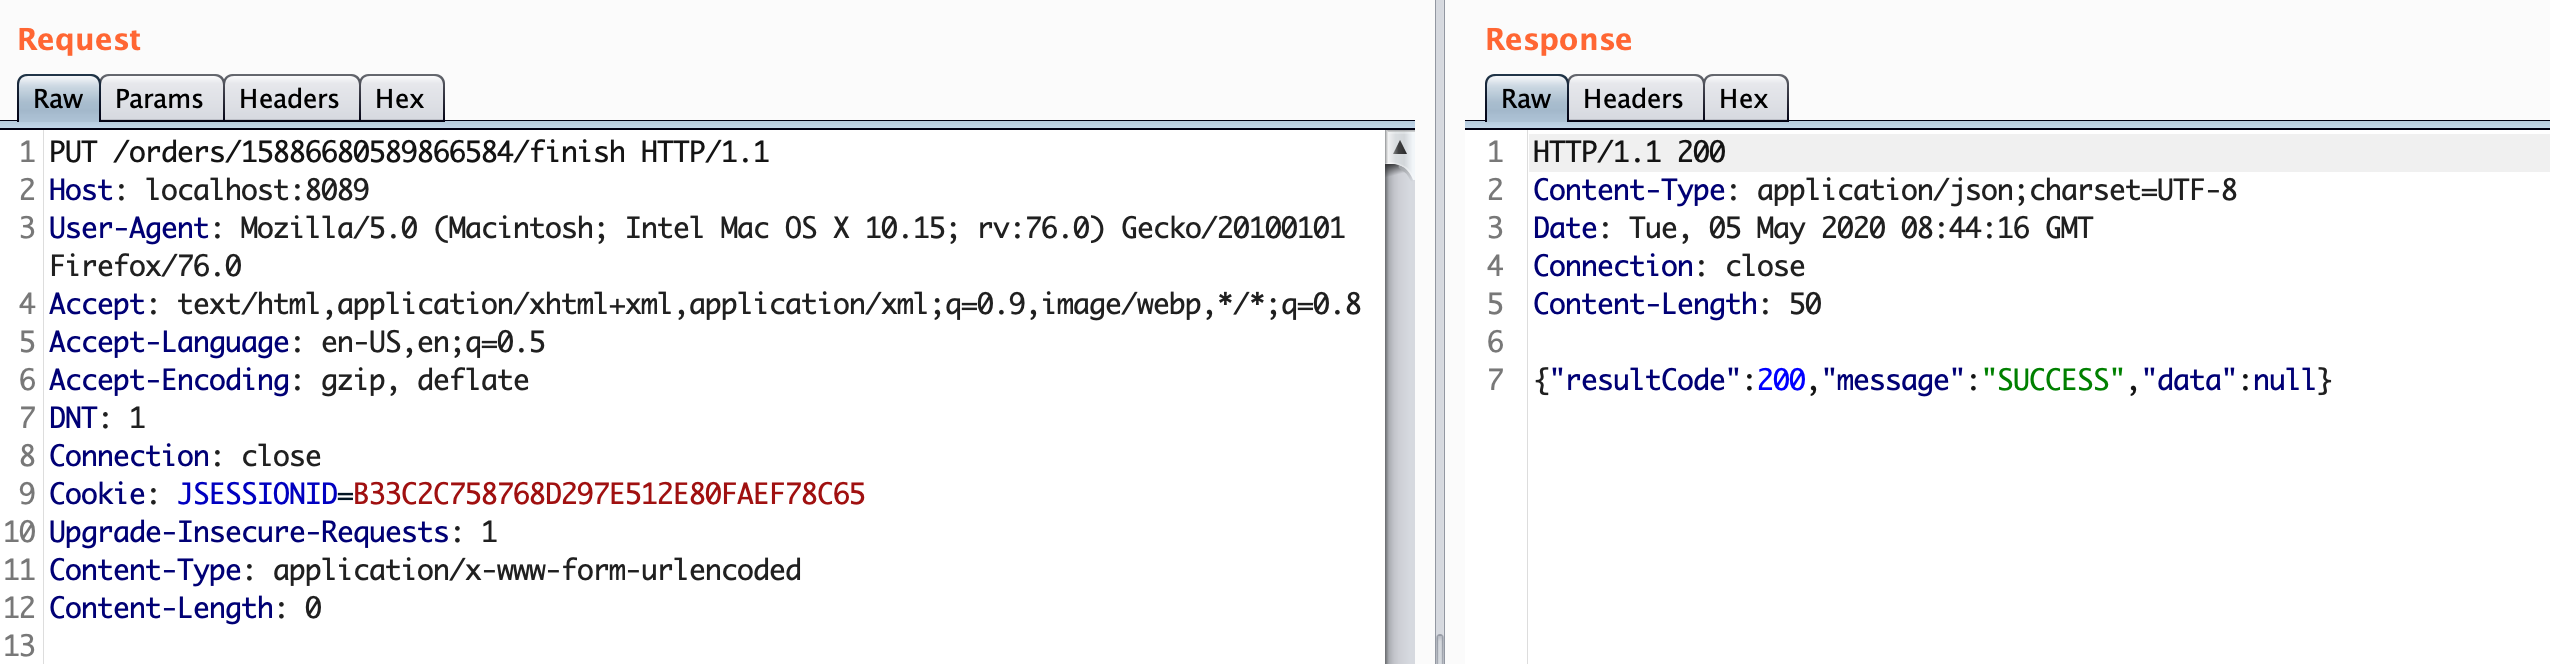 Request
Raw Params Headers Hex
1 PUT /orders/15886680589866584/finish HTTP/1.1
2 Host: localhost:8089
3 User-Agent: Mozilla/5.0 (Macintosh; Intel Mac OS X 10.15; rv:76.0) Gecko/20100101
Firefox/76.0
4 Accept: text/html,application/xhtml+xml,application/xml;q=0.9,image/webp,*/*;q=0.8
5 Accept-Language: en-US,en;q=0.5
6 Accept-Encoding: gzip, deflate
7 DNT: 1
8 Connection: close
9 Cookie: JSESSIONID=B33C2C758768D297E512E80FAEF78C65
10 Upgrade-Insecure-Requests: 1
11 Content-Type: application/x-www-form-urlencoded
12 Content-Length: 0
13
Response
Raw Headers Hex
1 HTTP/1.1 200
2 Content-Type: application/json;charset=UTF-8
3 Date: Tue, 05 May 2020 08:44:16 GMT
4 Connection: close
5 Content-Length: 50
6
7 {"resultCode":200,"message":"SUCCESS","data":null}